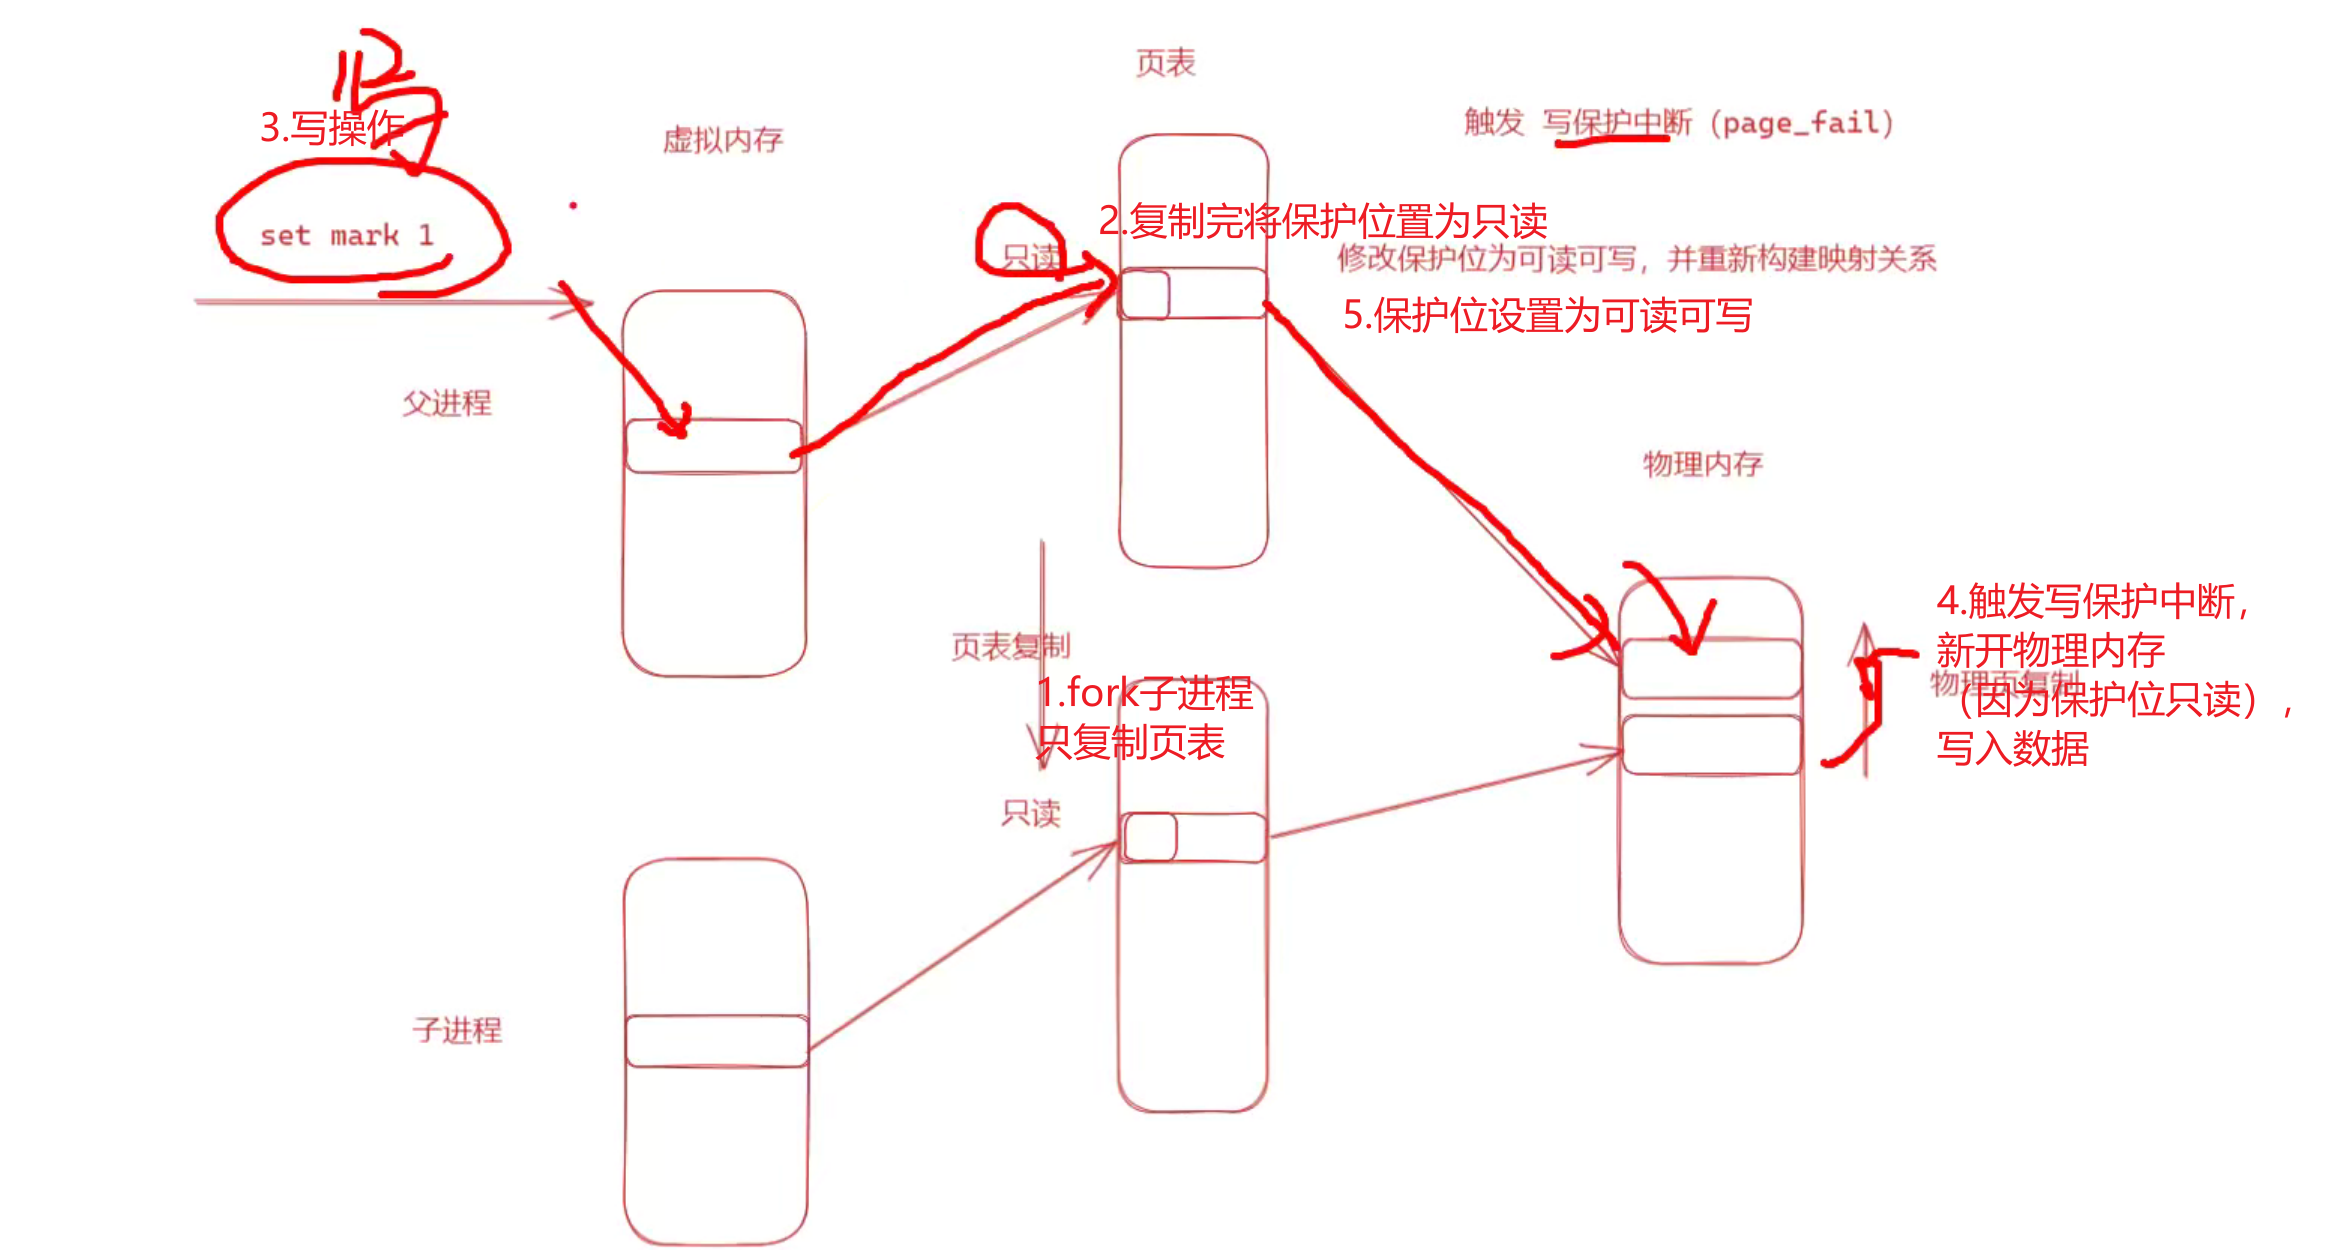 页表
写
3.写操作
虚拟内存
触发 写保护中断（page_fail）
set mark 1
只读
2.复制完将保护位置为只读
修改保护位为可读可写，并重新构建映射关系
5.保护位设置为可读可写
父进程
物理内存
页表复制
1.fork子进程
只复制页表
4.触发写保护中断，
新开物理内存
物理页复制
（因为保护位只读），
写入数据
只读
子进程